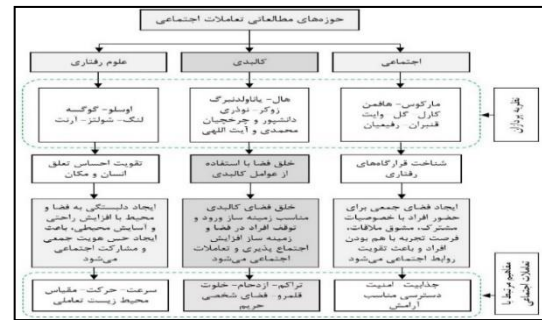 حوزه‌های مطالعاتی تعاملات اجتماعی
اجتماعی
کالبدی
علوم رفتاری
نظریه پردازان
مارکوس- هافمن
کارل گل وایت
قنبران رفیعیان
هال- یاناولدنبرگ
زوکر- نوذری
دانشپور و چرخچیان
محمدی و آیت اللهی
اوسلو- گوگسه
لنگ- شولتز- آرنت
شناخت قرارگاه‌های
رفتاری
خلق فضا با استفاده
از عوامل کالبدی
تقویت احساس تعلق
انسان و مکان
ایجاد فضای جمعی برای
حضور افراد با خصوصیات
مشترک، مشوق ملاقات،
فرصت تجربه با هم بودن
افراد و باعث تقویت
روابط اجتماعی می‌شود
خلق فضای کالبدی
مناسب زمینه ساز ورود و
توقف افراد در فضا و
زمینه ساز افزایش
اجتماع پذیری و تعاملات
اجتماعی می‌شود
ایجاد دلبستگی به فضا و
محیط با افزایش راحتی
و آسایش محیطی، باعث
ایجاد حس هویت جمعی
و مشارکت اجتماعی
می‌شود
مفاهیم مرتبط با
تعاملات اجتماعی
جذابیت امنیت
دسترسی مناسب
آرامش
تراکم- ازدحام- خلوت
قلمرو- فضای شخصی
حریم
سرعت- حرکت- مقیاس
محیط زیست تعاملی